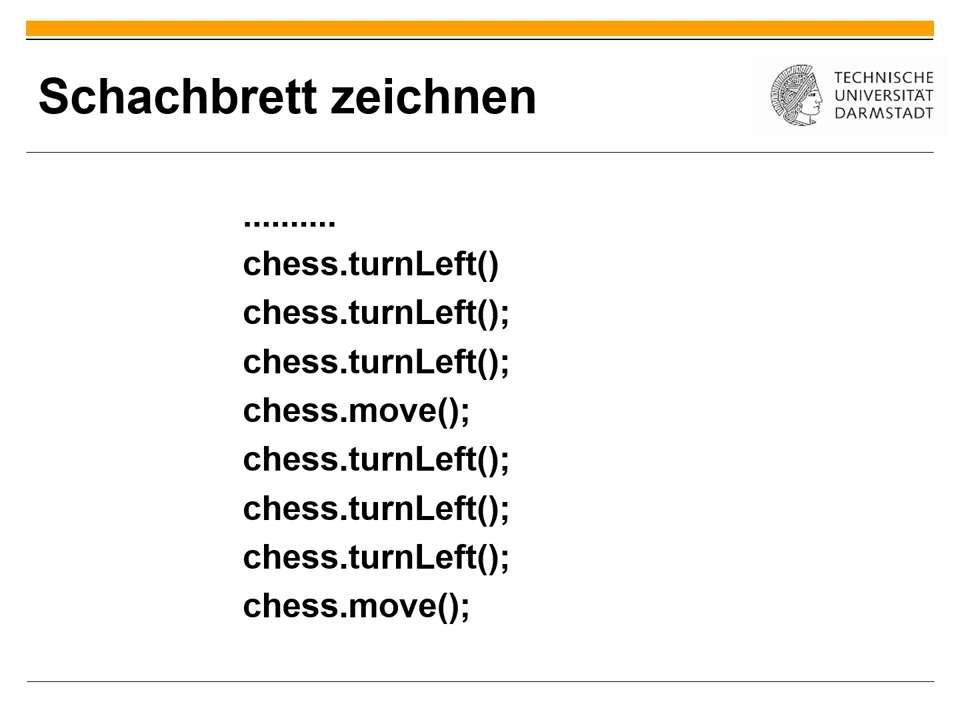 Schachbrett zeichnen
TECHNISCHE
UNIVERSITÄT
DARMSTADT
..........
chess.turnLeft()
chess.turnLeft();
chess.turnLeft();
chess.move();
chess.turnLeft();
chess.turnLeft();
chess.turnLeft();
chess.move();